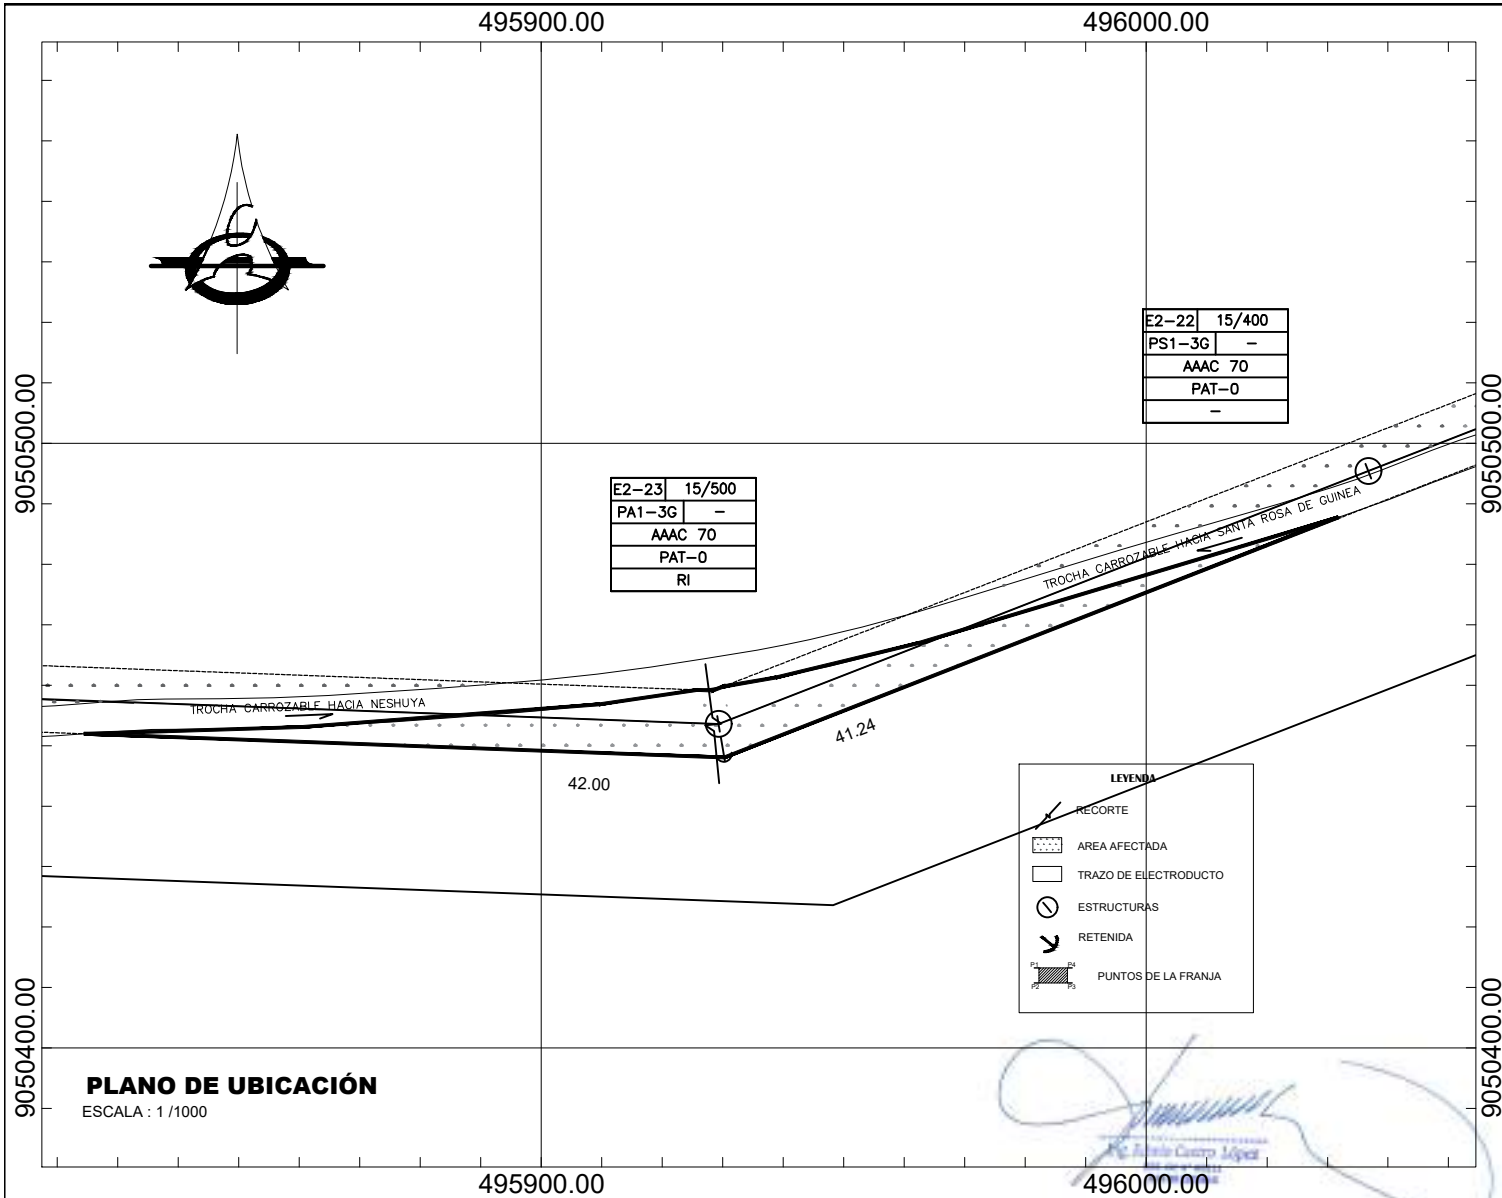 495900.00
496000.00
E2-22 15/400
PS1-3G -
AAAC 70
PAT-0
-
9050500.00
9050500.00
E2-23 15/500
PA1-3G -
AAAC 70
PAT-0
RI
TROCHA CARROZABLE HACIA SANTA ROSA DE GUINEA
TROCHA CARROZABLE HACIA NESHUYA
41.24
42.00
LEYENDA
RECORTE
AREA AFECTADA
TRAZO DE ELECTRODUCTO
ESTRUCTURAS
RETENIDA
P1 P4
P2 P3
PUNTOS DE LA FRANJA
9050400.00
9050400.00
PLANO DE UBICACIÓN
ESCALA : 1 /1000
Castro López
495900.00
496000.00